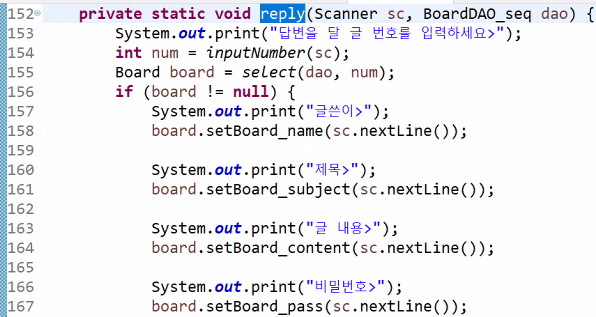 152 private static void reply(Scanner sc, BoardDAO_seq dao) {
153 System.out.print("답변을 달 글 번호를 입력하세요>");
154 int num = inputNumber(sc);
155 Board board = select(dao, num);
156 if (board != null) {
157 System.out.print("글쓴이>");
158 board.setBoard_name(sc.nextLine());
159
160 System.out.print("제목>");
161 board.setBoard_subject(sc.nextLine());
162
163 System.out.print("글 내용>");
164 board.setBoard_content(sc.nextLine());
165
166 System.out.print("비밀번호>");
167 board.setBoard_pass(sc.nextLine());